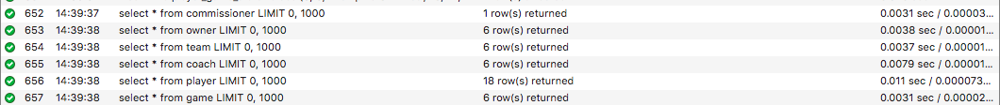 652 14:39:37 select * from commissioner LIMIT 0, 1000 1 row(s) returned 0.0031 sec / 0.00003...
653 14:39:38 select * from owner LIMIT 0, 1000 6 row(s) returned 0.0038 sec / 0.00001...
654 14:39:38 select * from team LIMIT 0, 1000 6 row(s) returned 0.0037 sec / 0.00001...
655 14:39:38 select * from coach LIMIT 0, 1000 6 row(s) returned 0.0079 sec / 0.00001...
656 14:39:38 select * from player LIMIT 0, 1000 18 row(s) returned 0.011 sec / 0.000073...
657 14:39:38 select * from game LIMIT 0, 1000 6 row(s) returned 0.0031 sec / 0.00002...